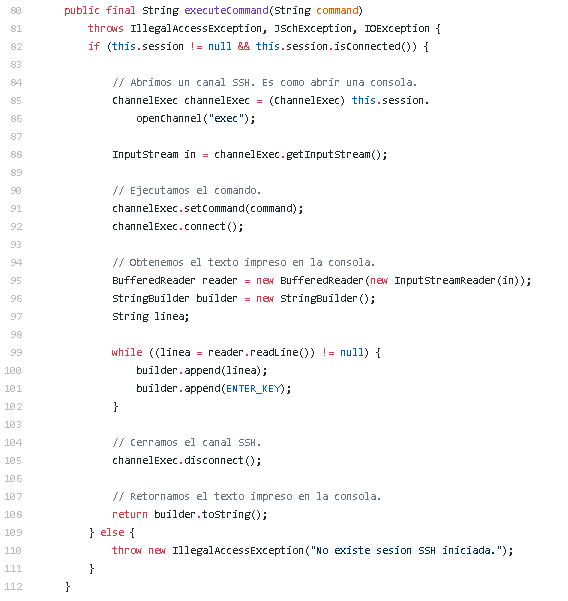 80 public final String executeCommand(String command)
81 throws IllegalAccessException, JSchException, IOException {
82 if (this.session != null && this.session.isConnected()) {
83
84 // Abrimos un canal SSH. Es como abrir una consola.
85 ChannelExec channelExec = (ChannelExec) this.session.
86 openChannel("exec");
87
88 InputStream in = channelExec.getInputStream();
89
90 // Ejecutamos el comando.
91 channelExec.setCommand(command);
92 channelExec.connect();
93
94 // Obtenemos el texto impreso en la consola.
95 BufferedReader reader = new BufferedReader(new InputStreamReader(in));
96 StringBuilder builder = new StringBuilder();
97 String linea;
98
99 while ((linea = reader.readLine()) != null) {
100 builder.append(linea);
101 builder.append(ENTER_KEY);
102 }
103
104 // Cerramos el canal SSH.
105 channelExec.disconnect();
106
107 // Retornamos el texto impreso en la consola.
108 return builder.toString();
109 } else {
110 throw new IllegalAccessException("No existe sesion SSH iniciada.");
111 }
112 }